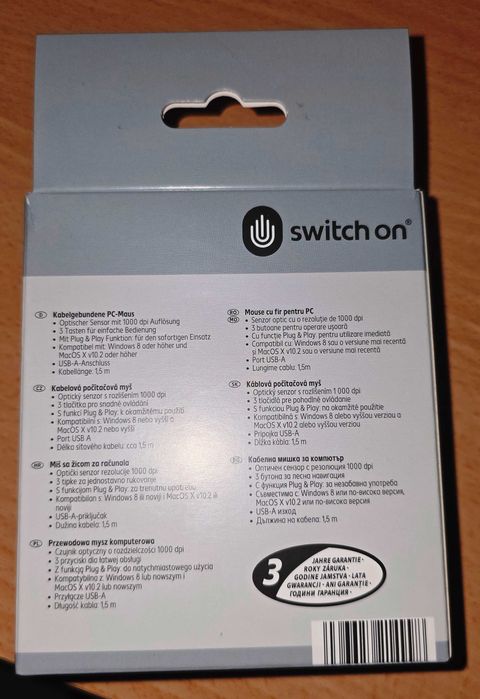 switch on®
D Kabelgebundene PC-Maus
• Optischer Sensor mit 1000 dpi Auflösung
• 3 Tasten für einfache Bedienung
• Mit Plug & Play Funktion: für den sofortigen Einsatz
• Kompatibel mit: Windows 8 oder höher und
MacOS X v10.2 oder höher
• USB-A-Anschluss
• Kabellänge: 1,5 m
CZ Kabelová počítačová myš
• Optický senzor s rozlišením 1000 dpi
• 3 tlačítka pro snadné ovládání
• S funkcí Plug & Play: k okamžitému použití
• Kompatibilní s: Windows 8 nebo vyšší a
MacOS X v10.2 nebo vyšší
• Port USB A
• Délka síťového kabelu: cca 1,5 m
HR Miš sa žicom za računala
• Optički senzor rezolucije 1000 dpi
• 3 tipke za jednostavno rukovanje
• S funkcijom Plug & Play: za trenutnu upotrebu
• Kompatibilan s: Windows 8 ili noviji i MacOS X v10.2 ili
noviji
• USB-A-priključak
• Dužina kabela: 1,5 m
PL Przewodowa mysz komputerowa
• Czujnik optyczny o rozdzielczości 1000 dpi
• 3 przyciski dla łatwej obsługi
• Z funkcją Plug & Play: do natychmiastowego użycia
• Kompatybilna z: Windows 8 lub nowszym i
MacOS X v10.2 lub nowszym
• Przyłącze USB-A
• Długość kabla: 1,5 m
RO MD Mouse cu fir pentru PC
• Senzor optic cu o rezoluție de 1000 dpi
• 3 butoane pentru operare ușoară
• Cu funcție Plug & Play: pentru utilizare imediată
• Compatibil cu: Windows 8 sau o versiune mai recentă
și MacOS X v10.2 sau o versiune mai recentă
• Port USB-A
• Lungime cablu: 1,5m
SK Káblová počítačová myš
• Optický senzor s rozlíšením 1 000 dpi
• 3 tlačidlá pre pohodlné ovládanie
• S funkciou Plug & Play: na okamžité použitie
• Kompatibilná s: Windows 8 alebo vyššou verziou a
MacOS X v10.2 alebo vyššou verziou
• Prípojka USB-A
• Dĺžka kábla: 1,5 m
BG Кабелна мишка за компютър
• Оптичен сензор с резолюция 1000 dpi
• 3 бутона за лесна навигация
• С функция Plug & Play: за незабавна употреба
• Съвместимо с: Windows 8 или по-висока версия,
MacOS X v10.2 или по-висока версия
• USB-A изход
• Дължина на кабела: 1,5 m
3
JAHRE GARANTIE ·
ROKY ZÁRUKA ·
GODINE JAMSTVA · LATA
GWARANCJI · ANI GARANȚIE ·
ГОДИНИ ГАРАНЦИЯ ·